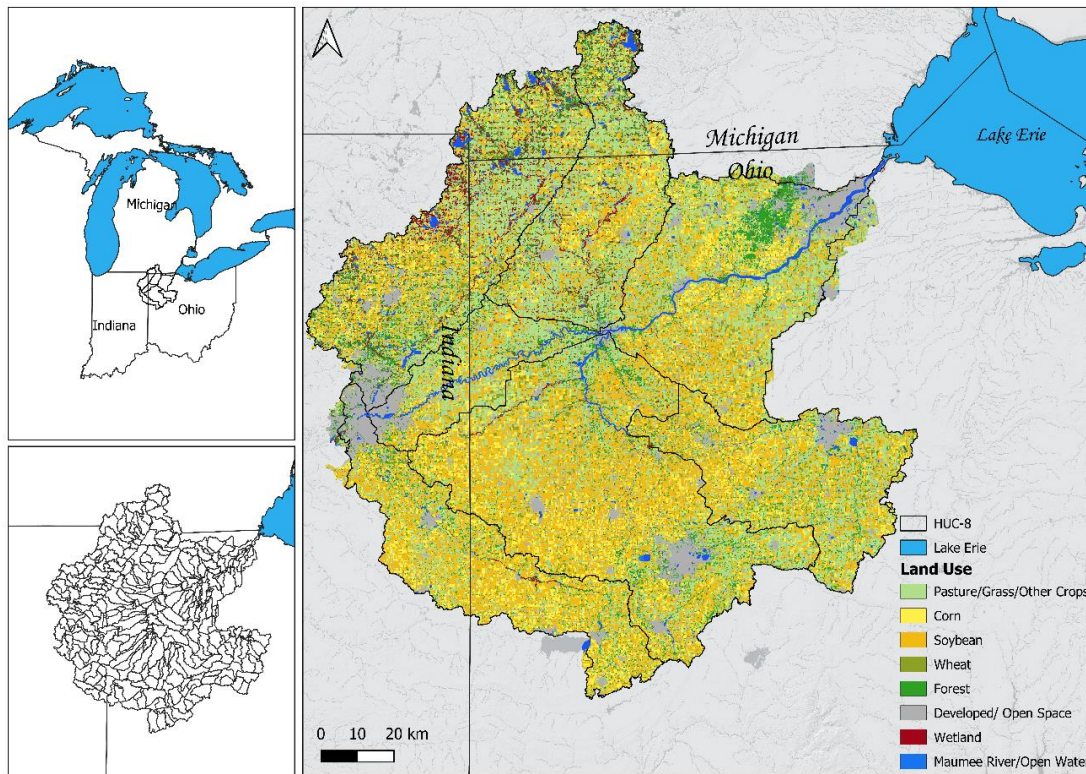 Michigan
Indiana
Ohio
Michigan
Ohio
Lake Erie
Indiana
HUC-8
Lake Erie
Land Use
Pasture/Grass/Other Crops
Corn
Soybean
Wheat
Forest
Developed/ Open Space
Wetland
Maumee River/Open Wate
0 10 20 km